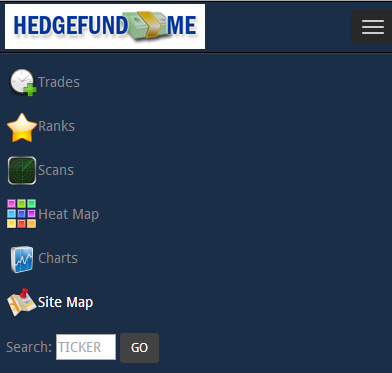 HEDGEFUND ME
Trades
Ranks
Scans
Heat Map
Charts
Site Map
Search: TICKER GO